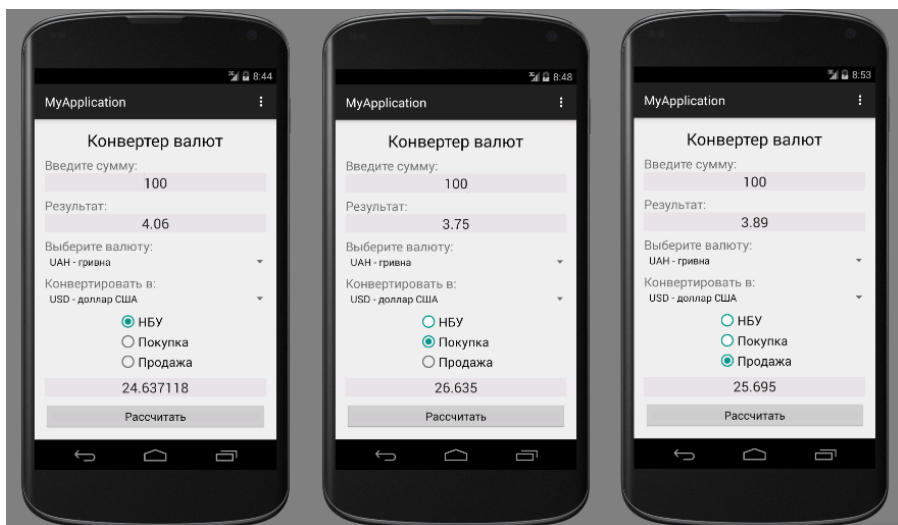 8:44
MyApplication
Конвертер валют
Введите сумму:
100
Результат:
4.06
Выберите валюту:
UAH - гривна
Конвертировать в:
USD - доллар США
НБУ
Покупка
Продажа
24.637118
Рассчитать
8:48
MyApplication
Конвертер валют
Введите сумму:
100
Результат:
3.75
Выберите валюту:
UAH - гривна
Конвертировать в:
USD - доллар США
НБУ
Покупка
Продажа
26.635
Рассчитать
8:53
MyApplication
Конвертер валют
Введите сумму:
100
Результат:
3.89
Выберите валюту:
UAH - гривна
Конвертировать в:
USD - доллар США
НБУ
Покупка
Продажа
25.695
Рассчитать